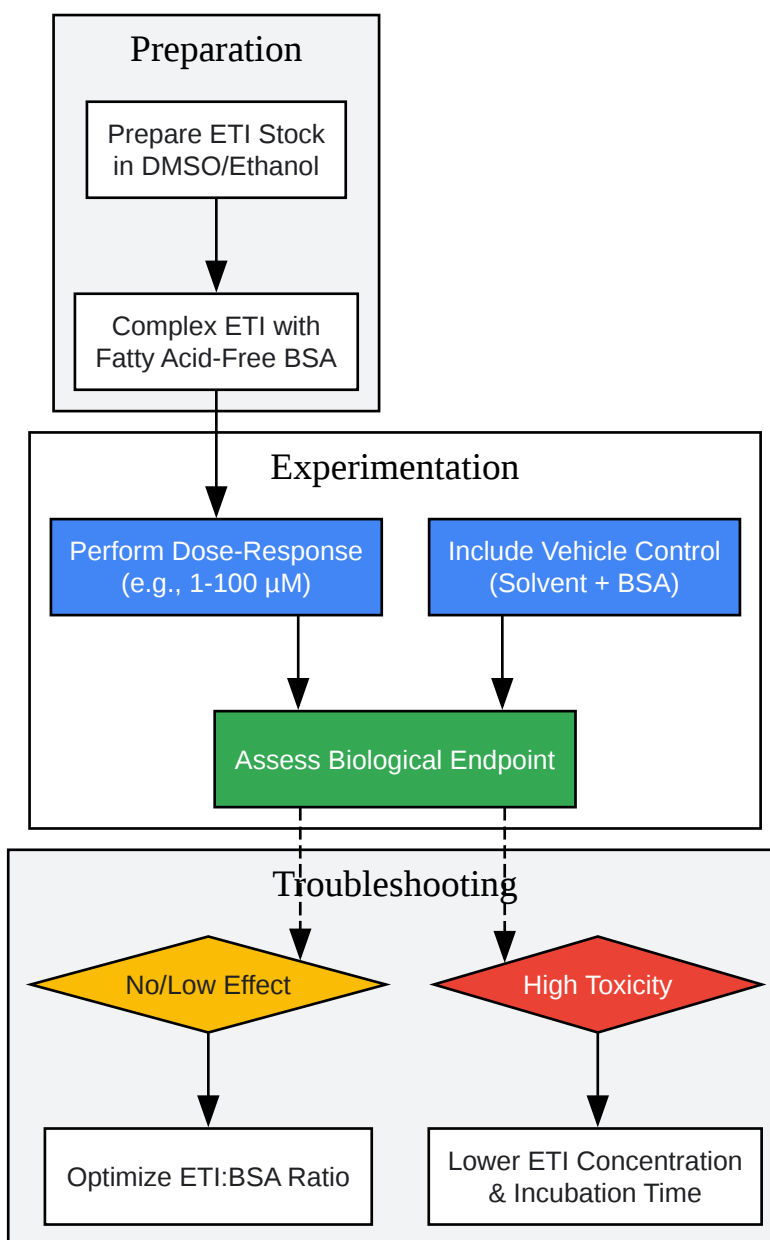 Preparation
Prepare ETI Stock
in DMSO/Ethanol
Complex ETI with
Fatty Acid-Free BSA
Experimentation
Perform Dose-Response
(e.g., 1-100 µM)
Include Vehicle Control
(Solvent + BSA)
Assess Biological Endpoint
Troubleshooting
No/Low Effect
High Toxicity
Optimize ETI:BSA Ratio
Lower ETI Concentration
& Incubation Time